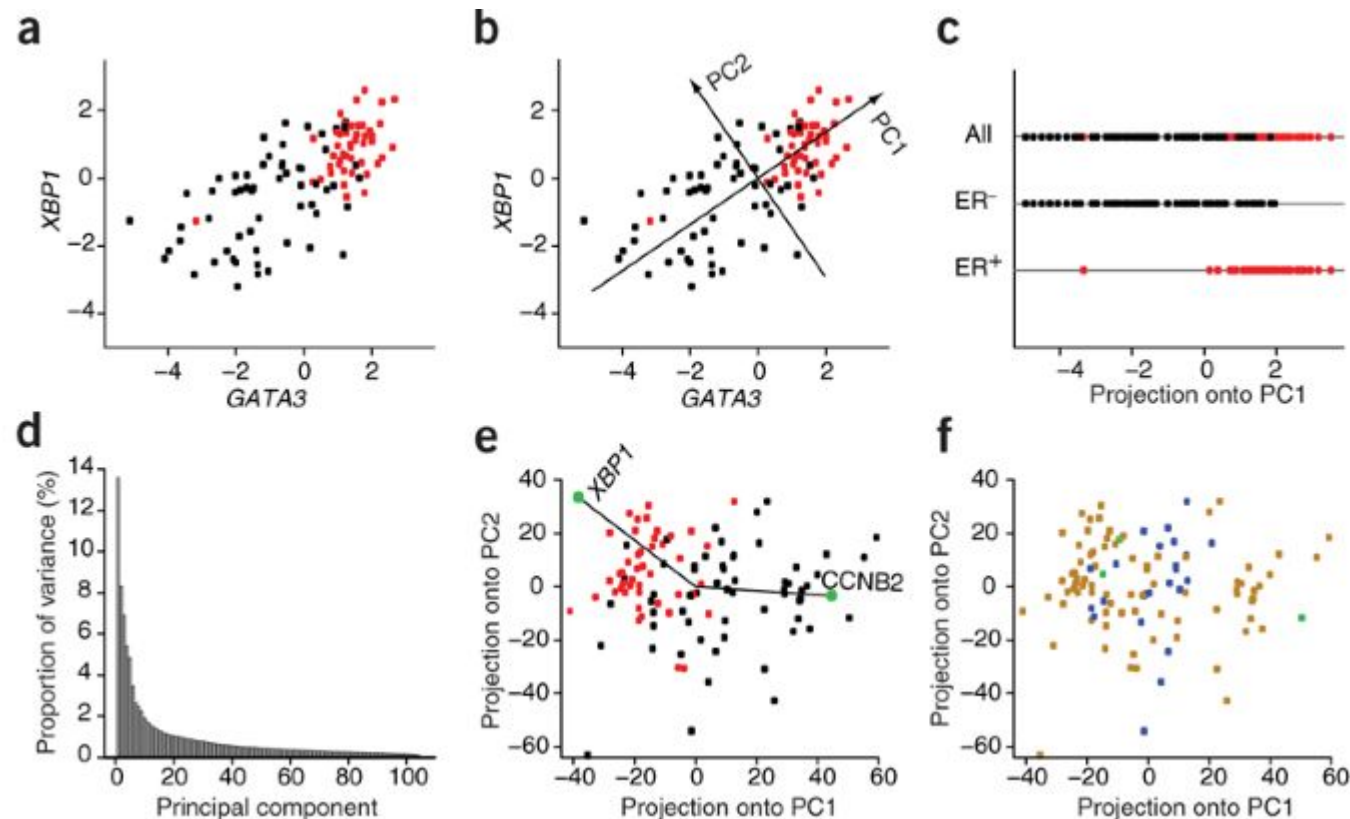 a
XBP1
2
0
−2
−4
−4
−2
0
2
GATA3
b
XBP1
2
0
−2
−4
PC2
PC1
−4
−2
0
2
GATA3
c
All
ER−
ER+
−4
−2
0
2
Projection onto PC1
d
Proportion of variance (%)
14
12
10
8
6
4
2
0
0
20
40
60
80
100
Principal component
e
Projection onto PC2
40
20
0
−20
−40
−60
XBP1
CCNB2
−40
−20
0
20
40
60
Projection onto PC1
f
Projection onto PC2
40
20
0
−20
−40
−60
−40
−20
0
20
40
60
Projection onto PC1